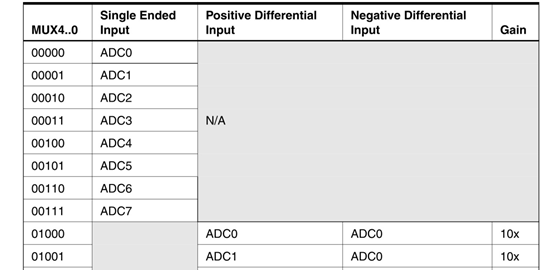 MUX4..0 Single Ended Input Positive Differential Input Negative Differential Input Gain
00000 ADC0
00001 ADC1
00010 ADC2
00011 ADC3 N/A
00100 ADC4
00101 ADC5
00110 ADC6
00111 ADC7
01000 ADC0 ADC0 10x
01001 ADC1 ADC0 10x